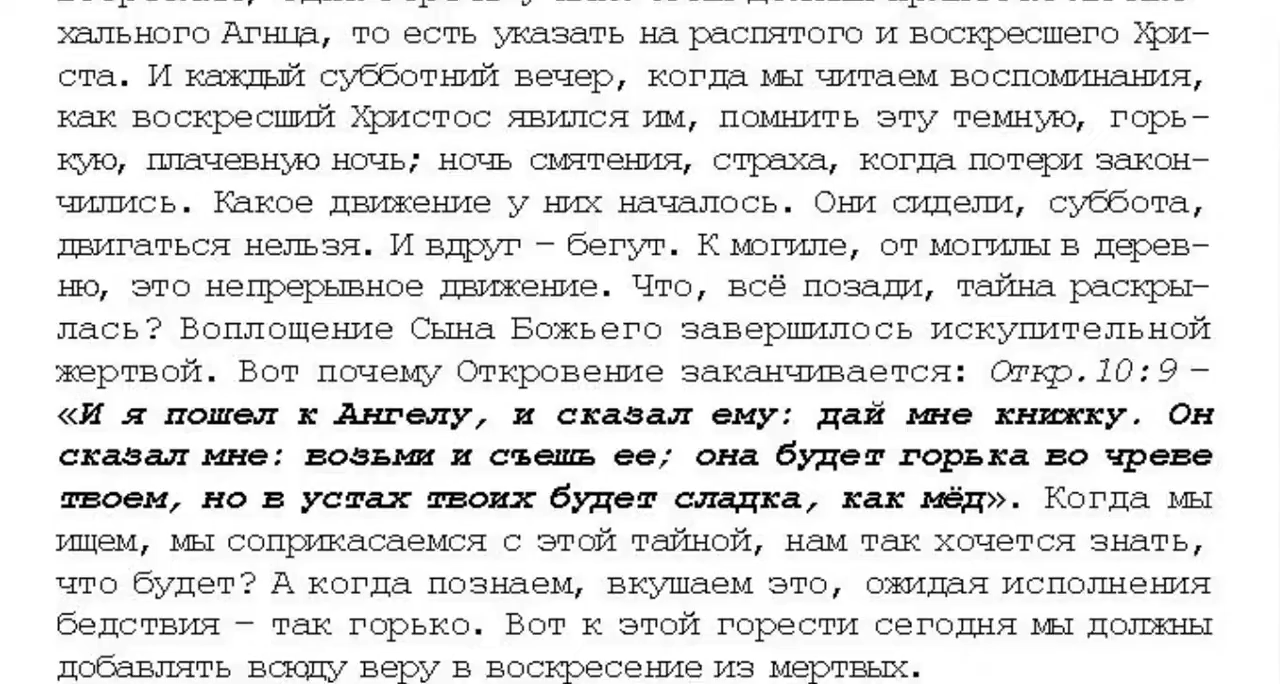 хального Агнца, то есть указать на распятого и воскресшего Хри-
ста. И каждый субботний вечер, когда мы читаем воспоминания,
как воскресший Христос явился им, помнить эту темную, горь-
кую, плачевную ночь; ночь смятения, страха, когда потери закон-
чились. Какое движение у них началось. Они сидели, суббота,
двигаться нельзя. И вдруг – бегут. К могиле, от могилы в дерев-
ню, это непрерывное движение. Что, всё позади, тайна раскры-
лась? Воплощение Сына Божьего завершилось искупительной
жертвой. Вот почему Откровение заканчивается: Откр.10:9 –
«И я пошел к Ангелу, и сказал ему: дай мне книжку. Он
сказал мне: возьми и съешь ее; она будет горька во чреве
твоем, но в устах твоих будет сладка, как мёд». Когда мы
ищем, мы соприкасаемся с этой тайной, нам так хочется знать,
что будет? А когда познаем, вкушаем это, ожидая исполнения
бедствия – так горько. Вот к этой горести сегодня мы должны
добавлять всюду веру в воскресение из мертвых.